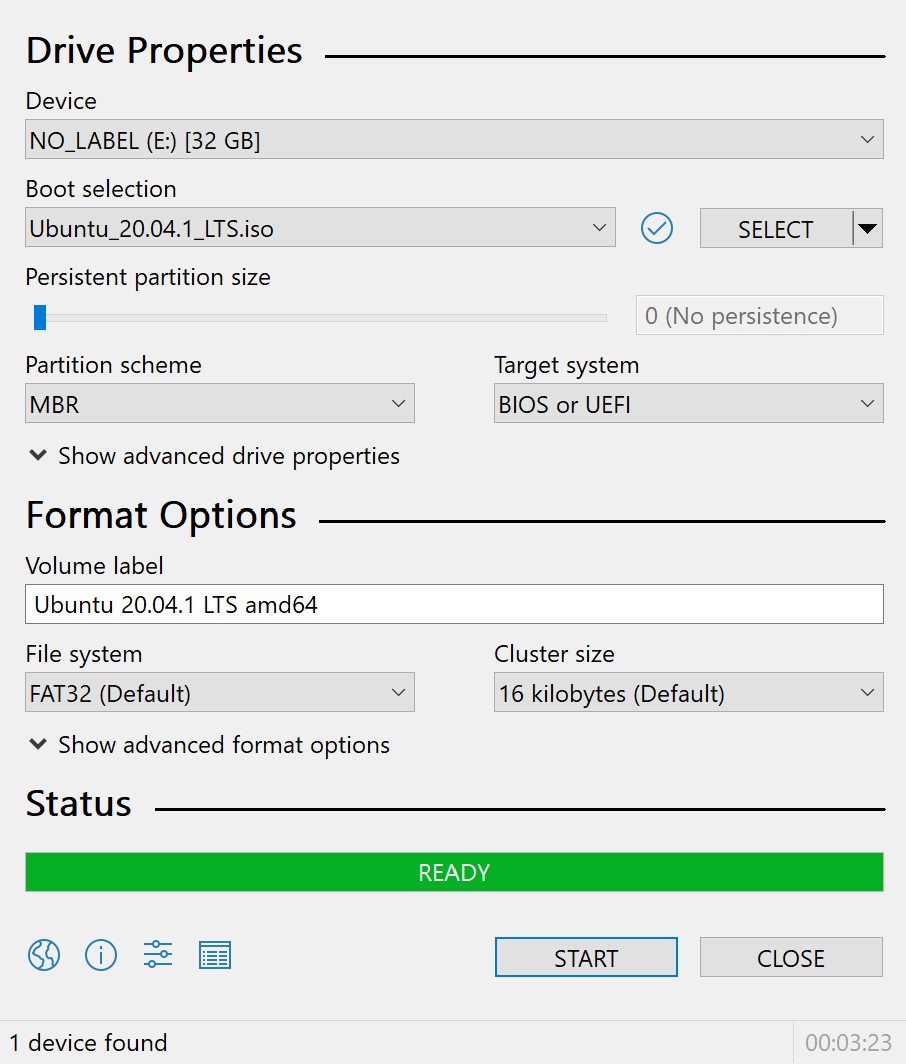 Drive Properties
Device
NO_LABEL (E:) [32 GB]
Boot selection
Ubuntu_20.04.1_LTS.iso
SELECT
Persistent partition size
0 (No persistence)
Partition scheme
Target system
MBR
BIOS or UEFI
Show advanced drive properties
Format Options
Volume label
Ubuntu 20.04.1 LTS amd64
File system
Cluster size
FAT32 (Default)
16 kilobytes (Default)
Show advanced format options
Status
READY
START
CLOSE
1 device found
00:03:23